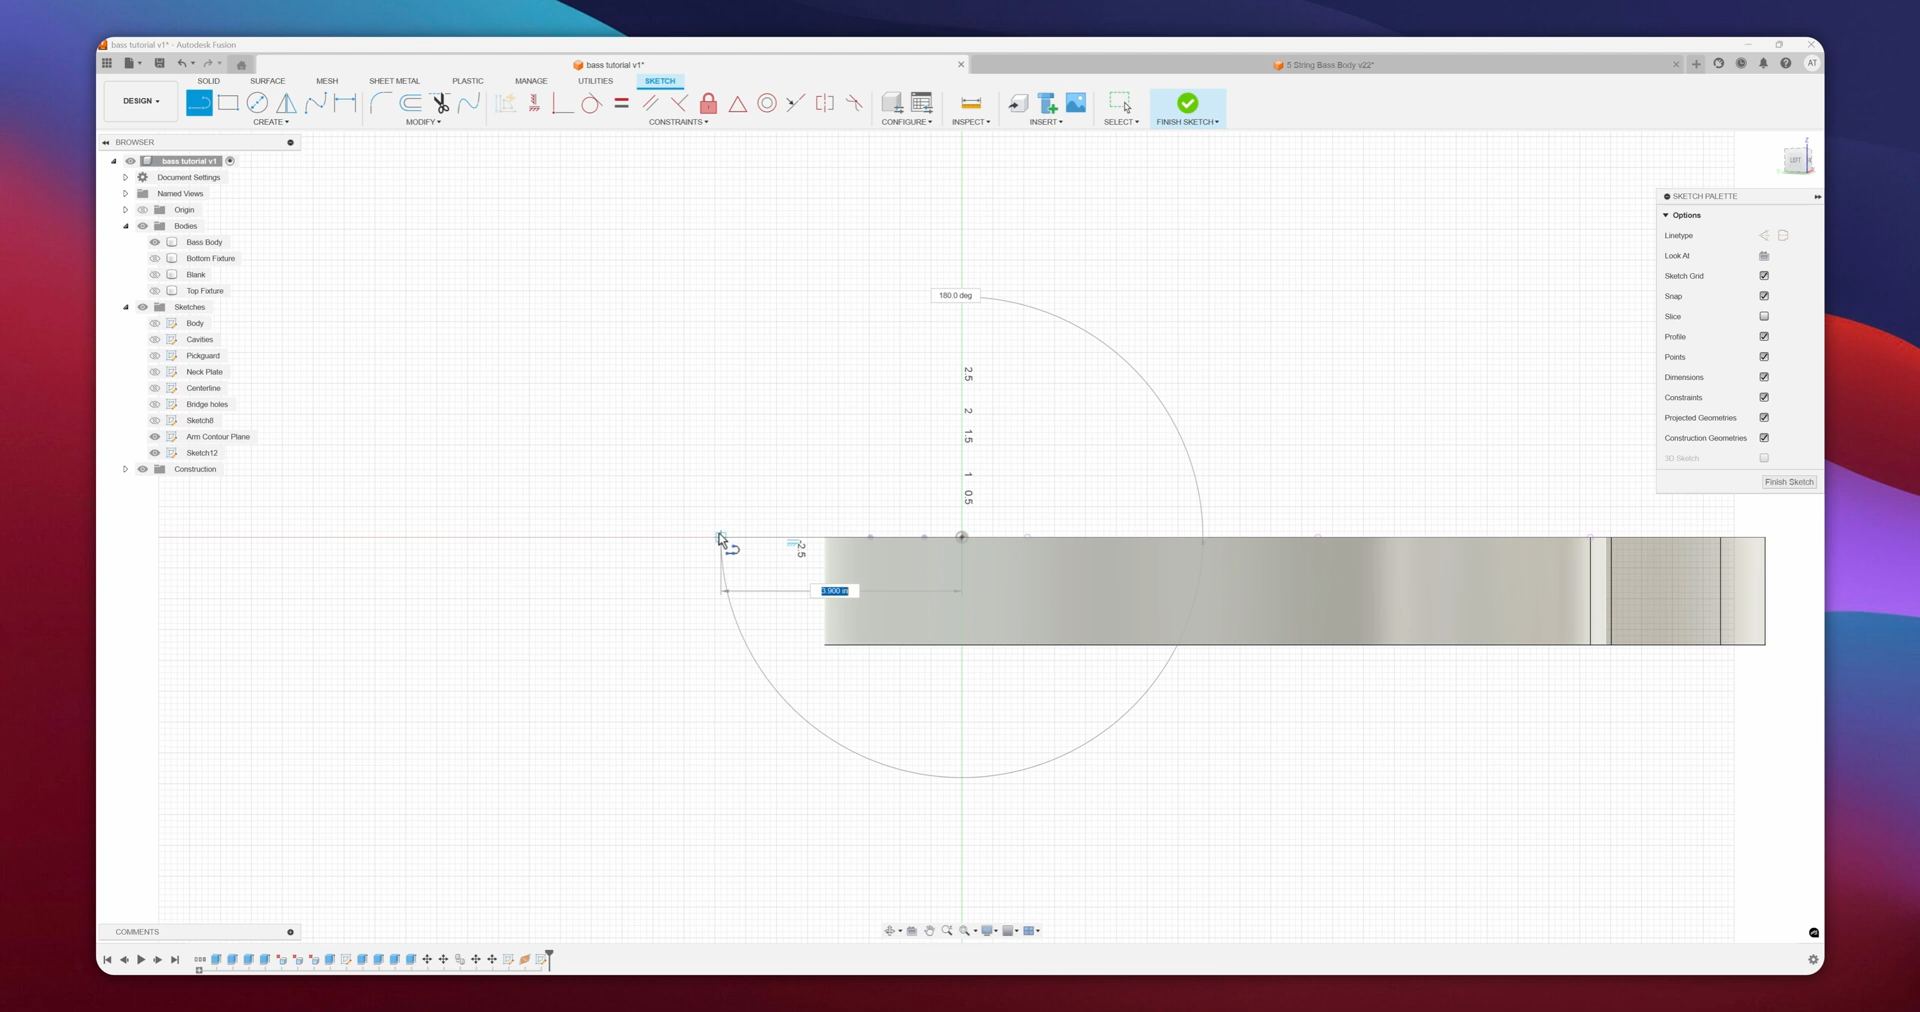 bass tutorial v1* - Autodesk Fusion
bass tutorial v1*
5 String Bass Body v22*
AT
SOLID
SURFACE
MESH
SHEET METAL
PLASTIC
MANAGE
UTILITIES
SKETCH
DESIGN
CREATE
MODIFY
CONSTRAINTS
CONFIGURE
INSPECT
INSERT
SELECT
FINISH SKETCH
BROWSER
bass tutorial v1
Document Settings
Named Views
Origin
Bodies
Bass Body
Bottom Fixture
Blank
Top Fixture
Sketches
Body
Cavities
Pickguard
Neck Plate
Centerline
Bridge holes
Sketch8
Arm Contour Plane
Sketch12
Construction
Z
LEFT
SKETCH PALETTE
Options
Linetype
Look At
Sketch Grid
Snap
Slice
Profile
Points
Dimensions
Constraints
Projected Geometries
Construction Geometries
3D Sketch
Finish Sketch
180.0 deg
2.5
2
1.5
1
0.5
-2.5
3.900 in
COMMENTS